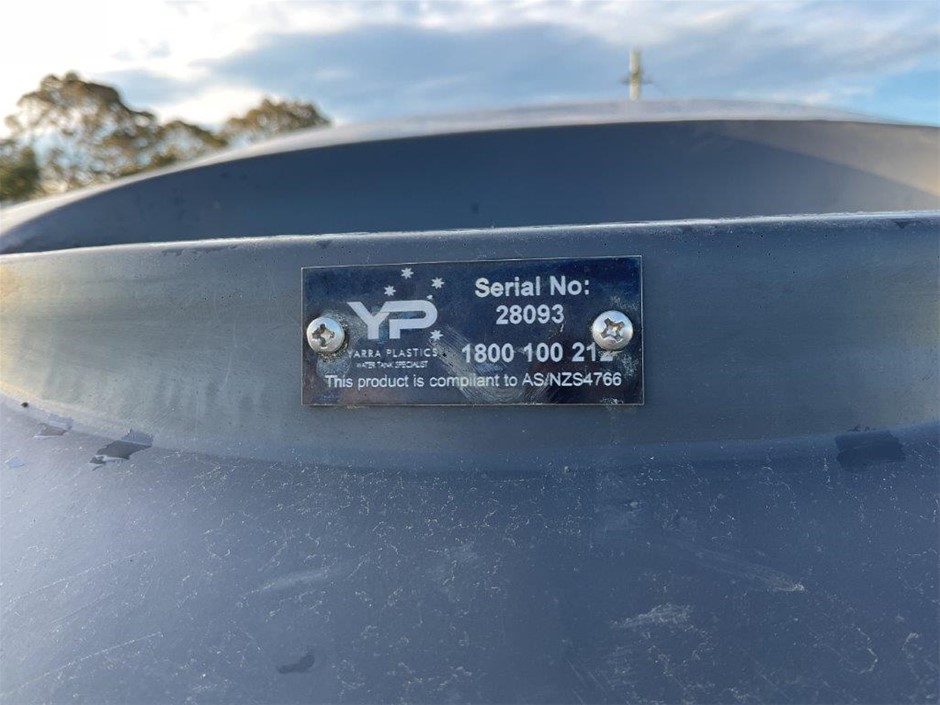 YP
YARRA PLASTICS
WATER TANK SPECIALIST
Serial No:
28093
1800 100 212
This product is compliant to AS/NZS4766